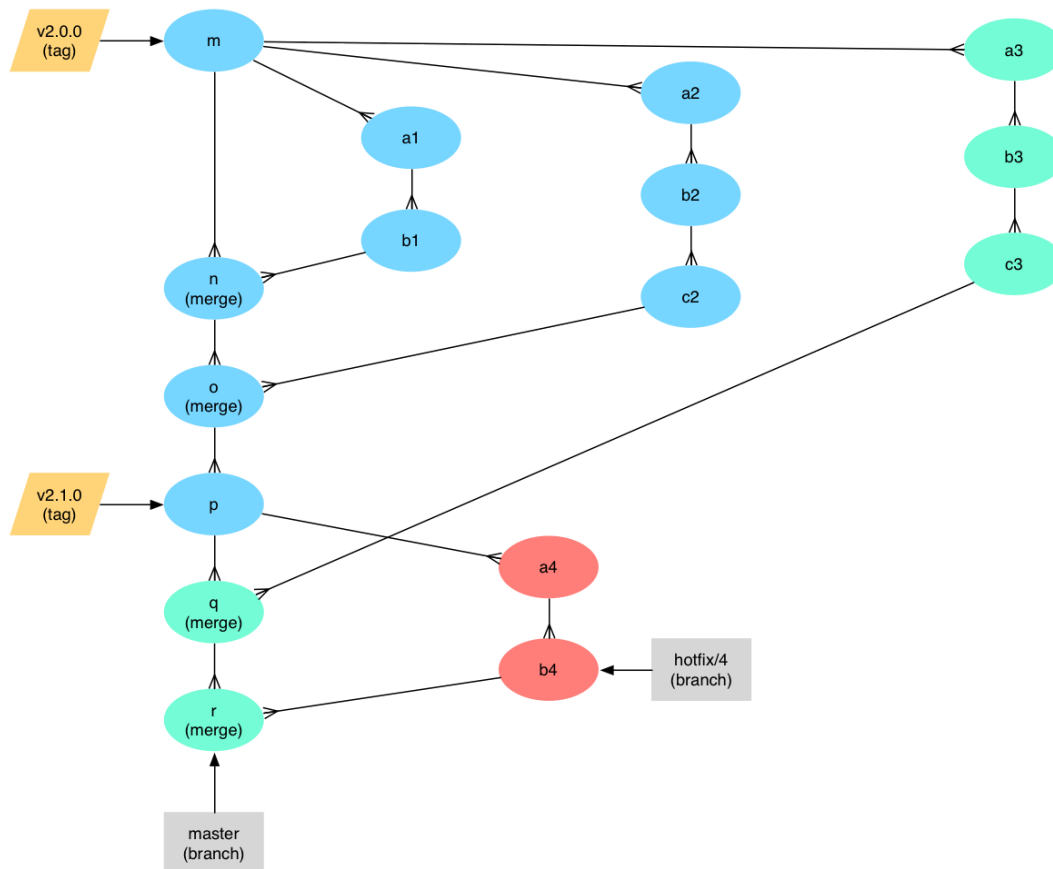 v2.0.0
(tag)
m
a3
a2
a1
b3
b2
b1
c3
n
(merge)
c2
o
(merge)
v2.1.0
(tag)
p
a4
q
(merge)
b4
hotfix/4
(branch)
r
(merge)
master
(branch)